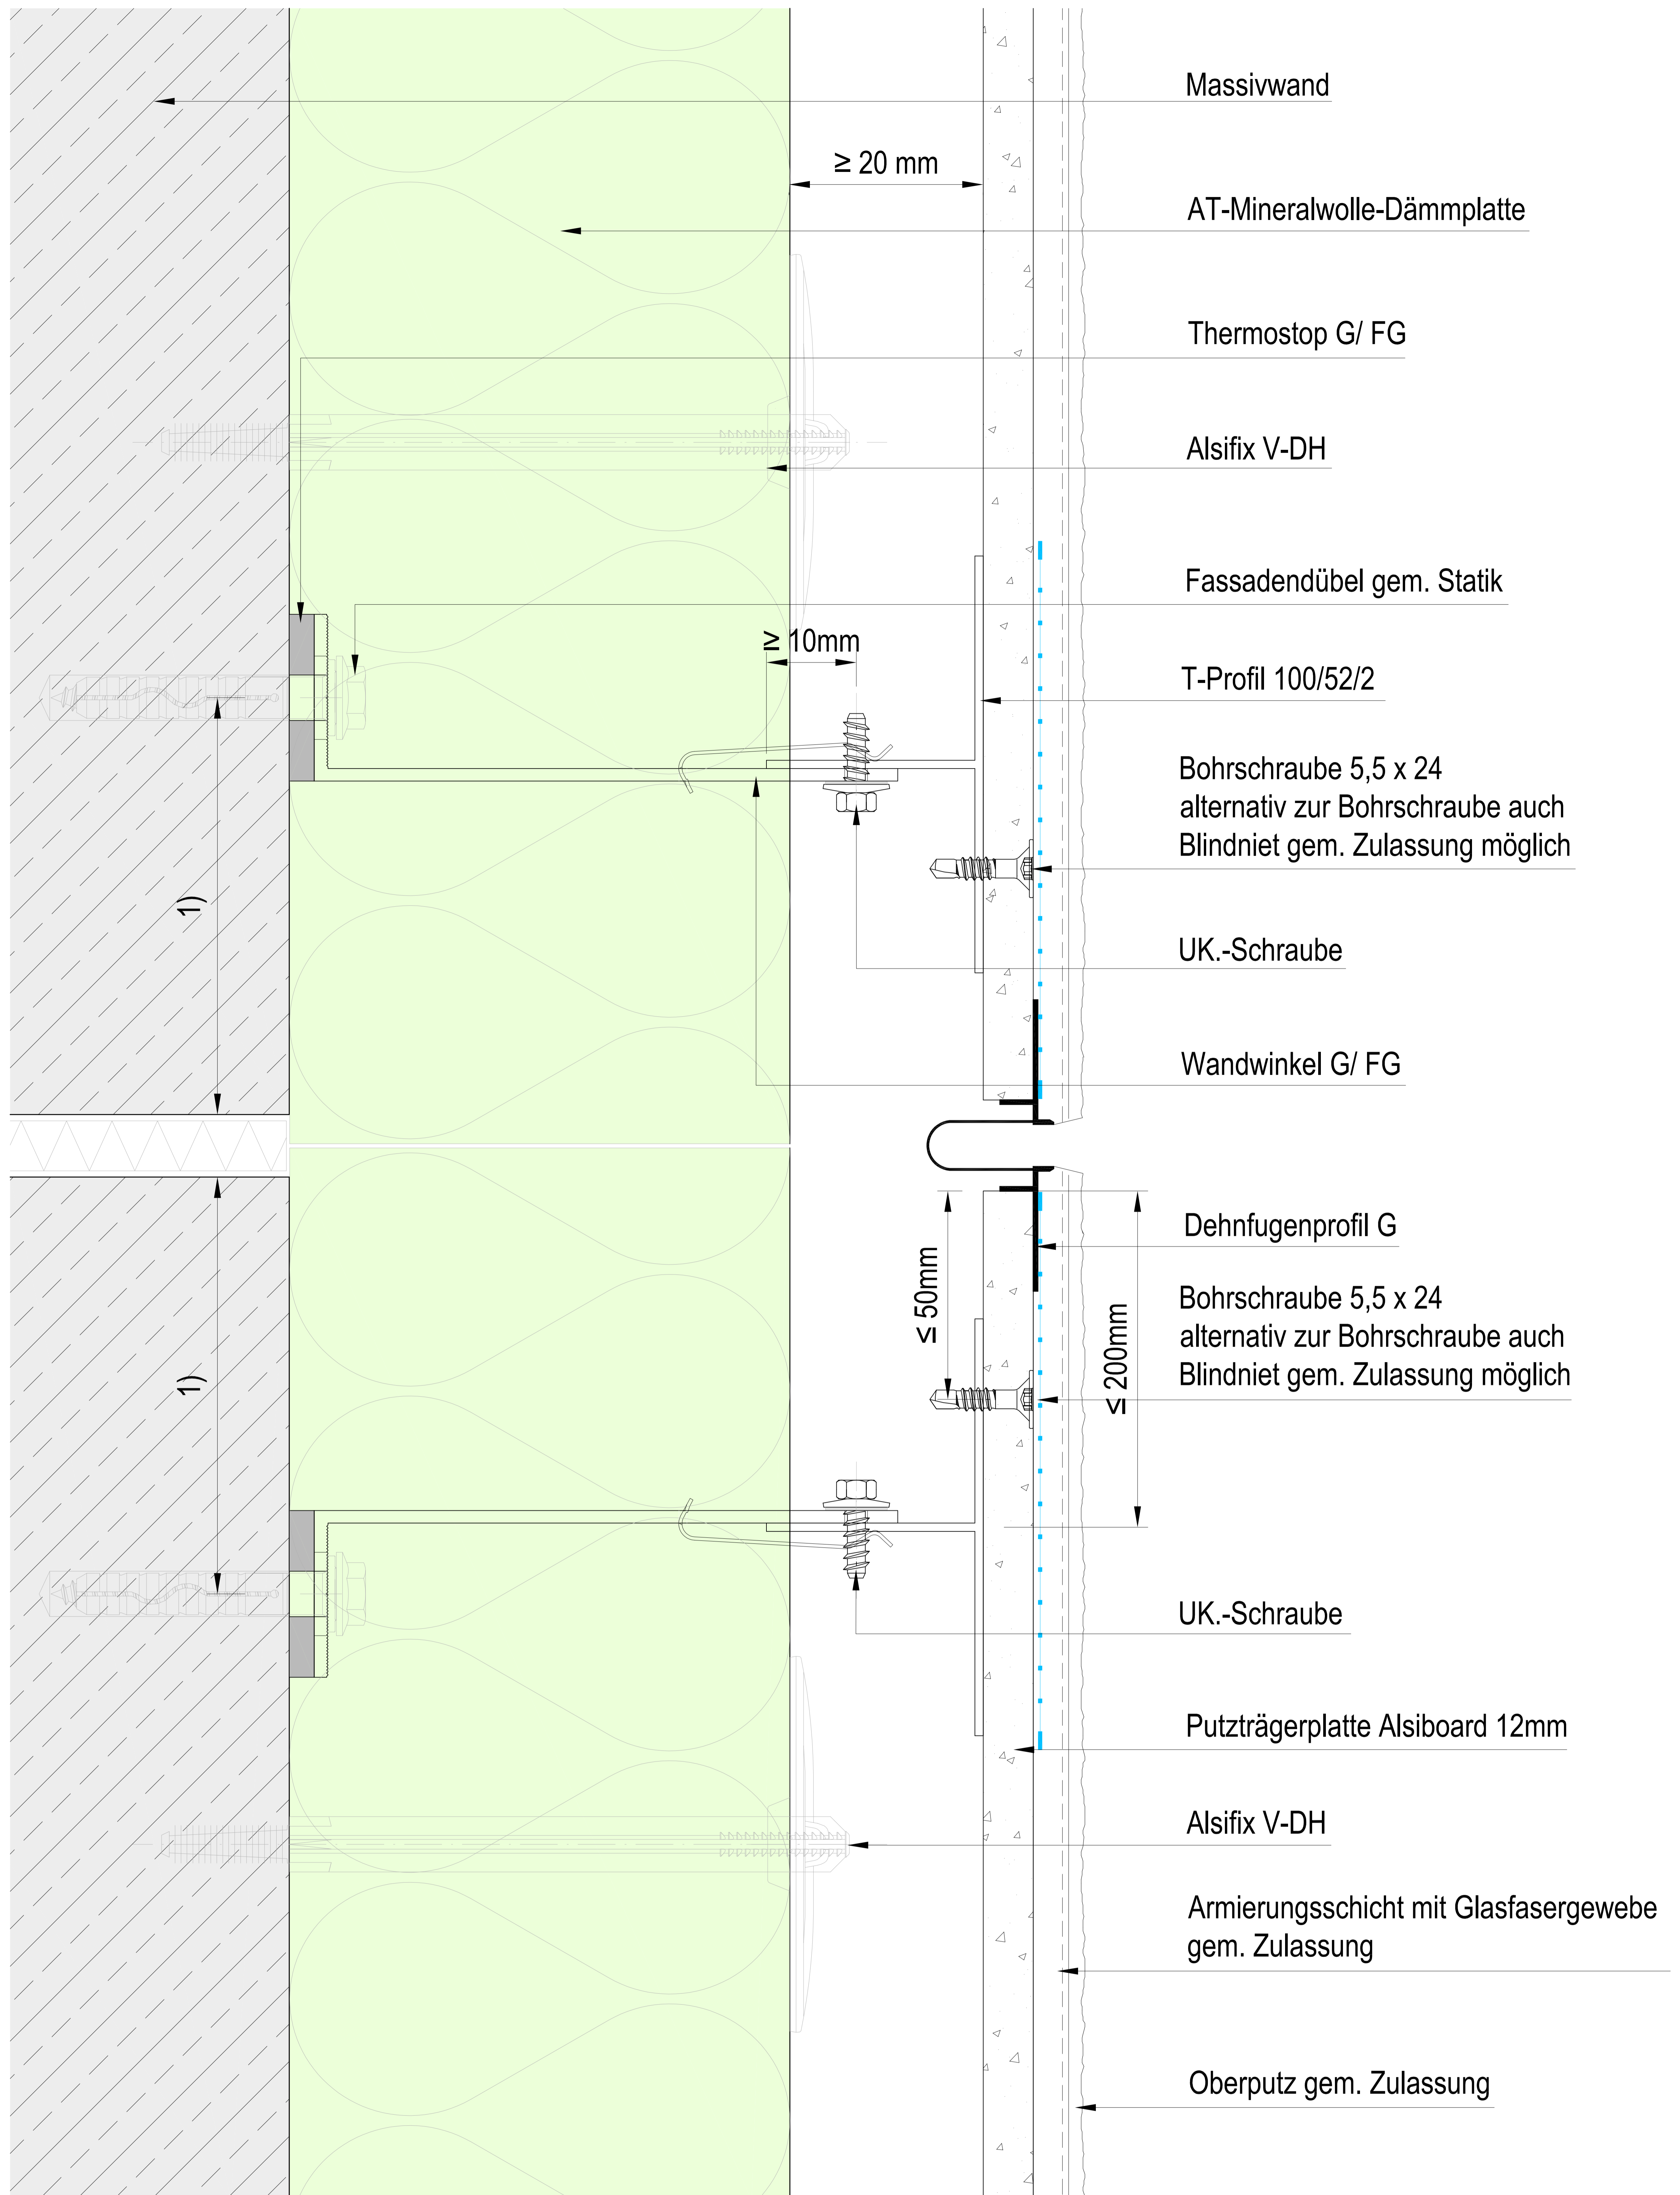 Massivwand
≥ 20 mm
AT-Mineralwolle-Dämmplatte
Thermostop G/ FG
Alsifix V-DH
Fassadendübel gem. Statik
≥ 10mm
T-Profil 100/52/2
Bohrschraube 5,5 x 24
alternativ zur Bohrschraube auch
Blindniet gem. Zulassung möglich
1)
UK.-Schraube
Wandwinkel G/ FG
Dehnfugenprofil G
≤ 50mm
Bohrschraube 5,5 x 24
alternativ zur Bohrschraube auch
Blindniet gem. Zulassung möglich
≤ 200mm
1)
UK.-Schraube
Putzträgerplatte Alsiboard 12mm
Alsifix V-DH
Armierungsschicht mit Glasfasergewebe
gem. Zulassung
Oberputz gem. Zulassung